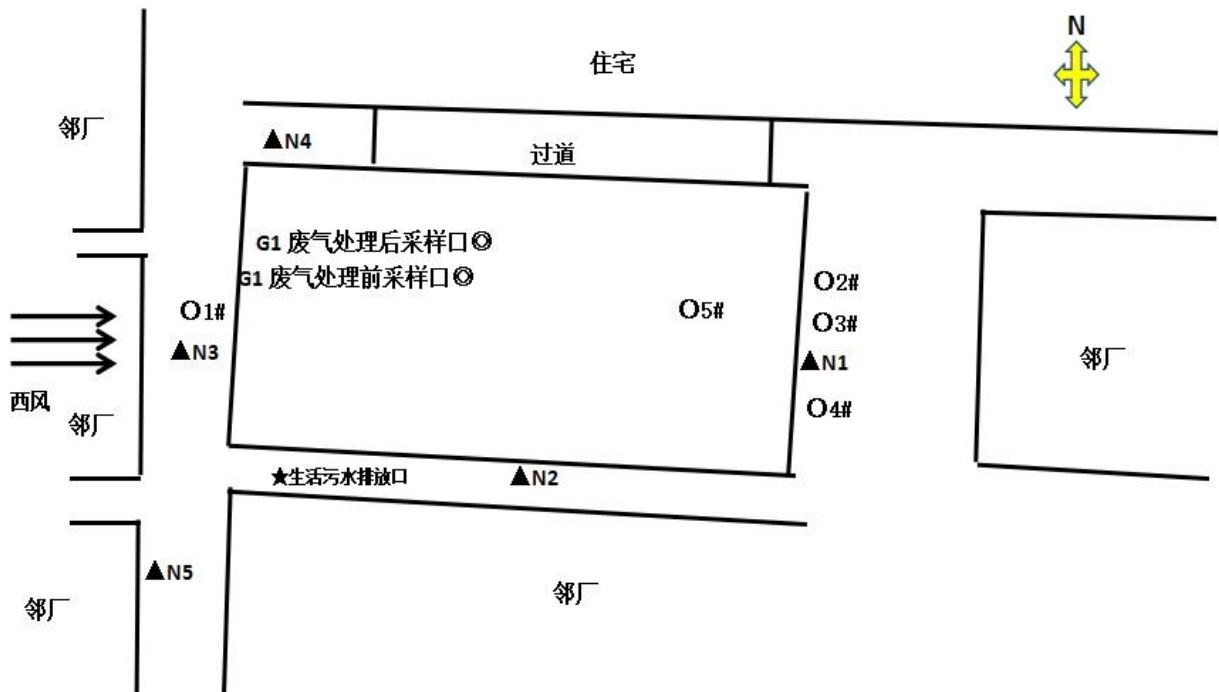 N
住宅
邻厂
▲N4
过道
G1 废气处理后采样口◎
G1 废气处理前采样口◎
O1#
O5#
O2#
O3#
▲N3
▲N1
邻厂
西风
邻厂
O4#
★生活污水排放口
▲N2
▲N5
邻厂
邻厂